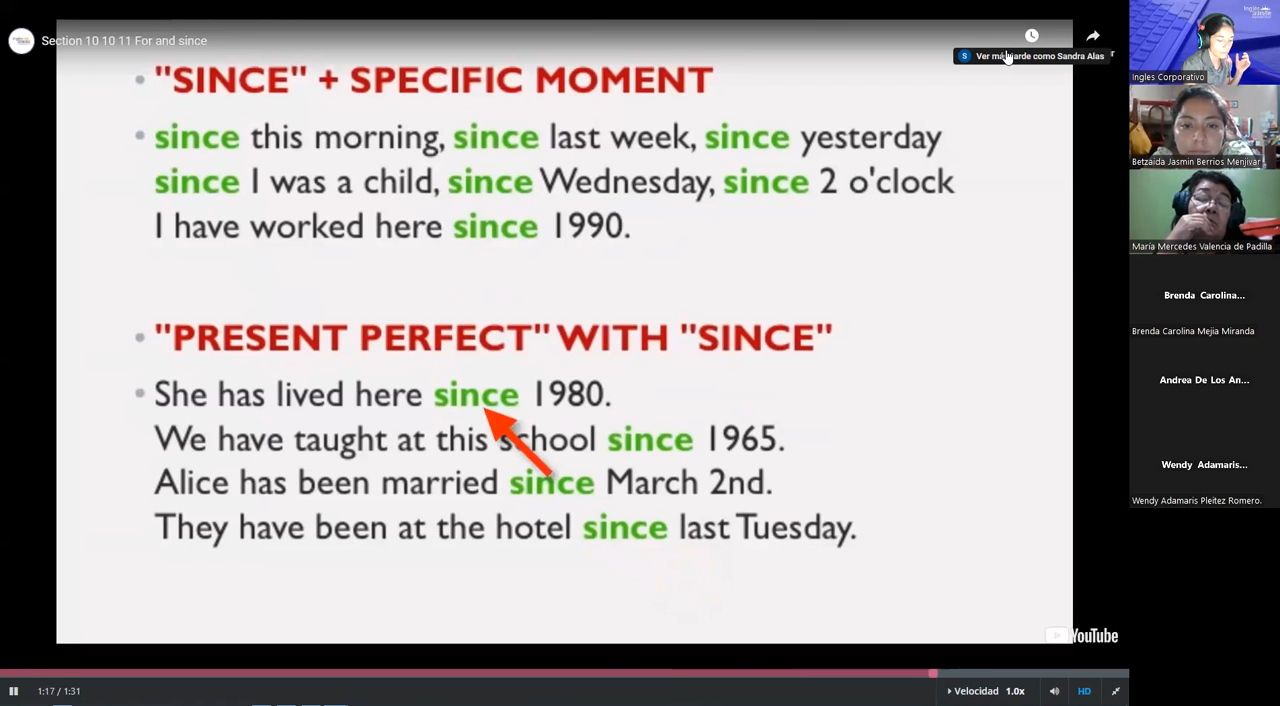 Section 10 10 11 For and since
Ver más tarde como Sandra Alas
"SINCE" + SPECIFIC MOMENT
since this morning, since last week, since yesterday
since I was a child, since Wednesday, since 2 o'clock
I have worked here since 1990.
"PRESENT PERFECT" WITH "SINCE"
She has lived here since 1980.
We have taught at this school since 1965.
Alice has been married since March 2nd.
They have been at the hotel since last Tuesday.
YouTube
1:17 / 1:31
Velocidad 1.0x
HD
Ingles Corporativo
Betzaida Jasmin Berrios Menjivar
María Mercedes Valencia de Padilla
Brenda Carolina...
Brenda Carolina Mejia Miranda
Andrea De Los An...
Wendy Adamaris...
Wendy Adamaris Pleitez Romero.